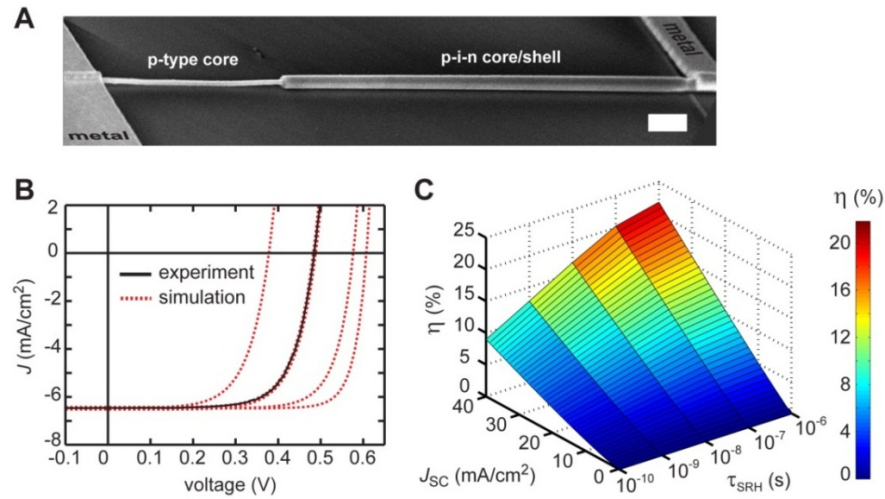 A
p-type core
p-i-n core/shell
metal
metal
B
2
0
-2
-4
-6
-8
J (mA/cm²)
experiment
simulation
-0.1 0 0.1 0.2 0.3 0.4 0.5 0.6
voltage (V)
C
η (%)
25
20
15
10
5
0
η (%)
40
30
20
10
0
J_SC (mA/cm²)
10⁻¹⁰
10⁻⁹
10⁻⁸
10⁻⁷
10⁻⁶
τ_SRH (s)
20
16
12
8
4
0